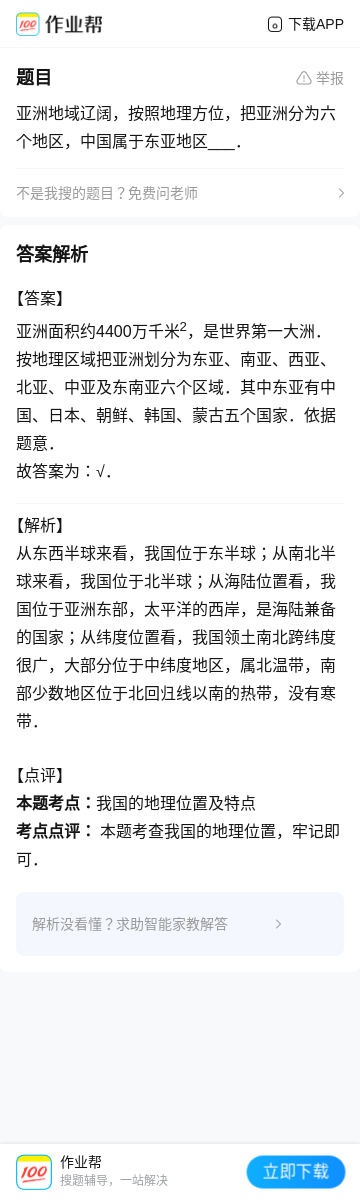 100 作业帮 下载APP
题目 举报
亚洲地域辽阔，按照地理方位，把亚洲分为六
个地区，中国属于东亚地区___．
不是我搜的题目？免费问老师
答案解析
【答案】
亚洲面积约4400万千米²，是世界第一大洲．
按地理区域把亚洲划分为东亚、南亚、西亚、
北亚、中亚及东南亚六个区域．其中东亚有中
国、日本、朝鲜、韩国、蒙古五个国家．依据
题意．
故答案为：√．
【解析】
从东西半球来看，我国位于东半球；从南北半
球来看，我国位于北半球；从海陆位置看，我
国位于亚洲东部，太平洋的西岸，是海陆兼备
的国家；从纬度位置看，我国领土南北跨纬度
很广，大部分位于中纬度地区，属北温带，南
部少数地区位于北回归线以南的热带，没有寒
带．
【点评】
本题考点：我国的地理位置及特点
考点点评： 本题考查我国的地理位置，牢记即
可．
解析没看懂？求助智能家教解答
100 作业帮
搜题辅导，一站解决
立即下载